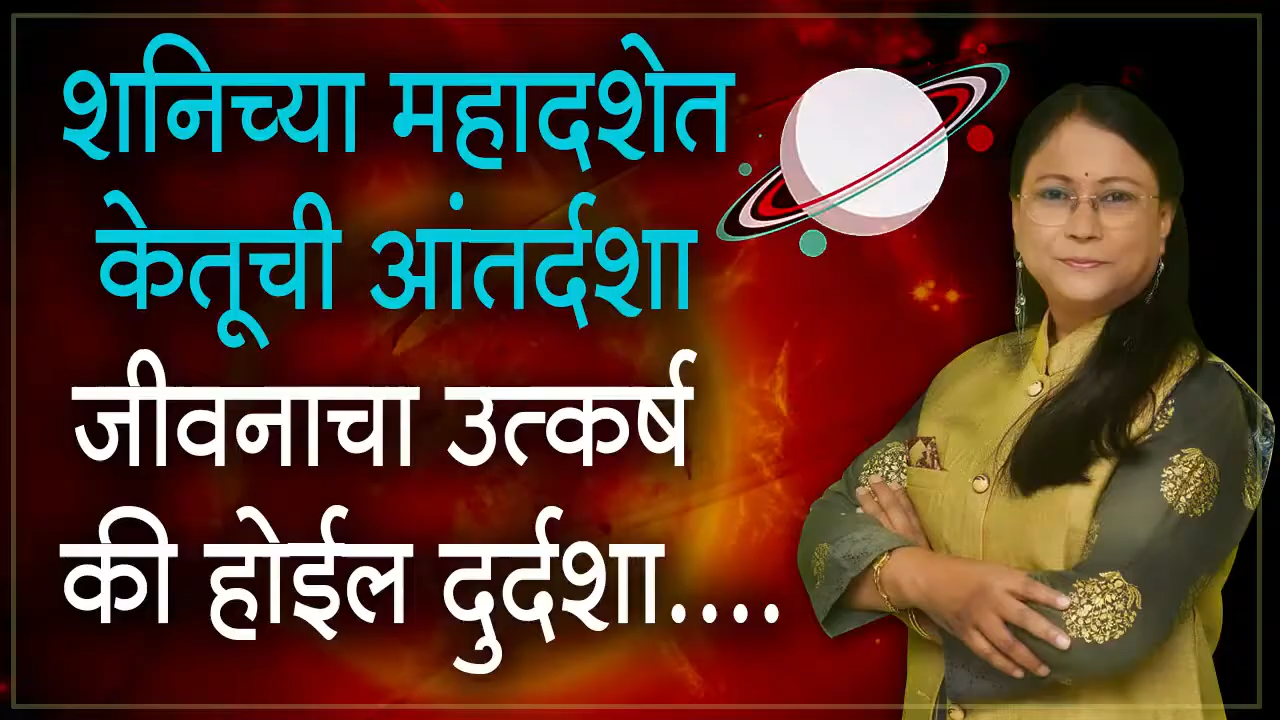 शनिच्या महादशेत
केतूची आंतर्दशा
जीवनाचा उत्कर्ष
की होईल दुर्दशा....